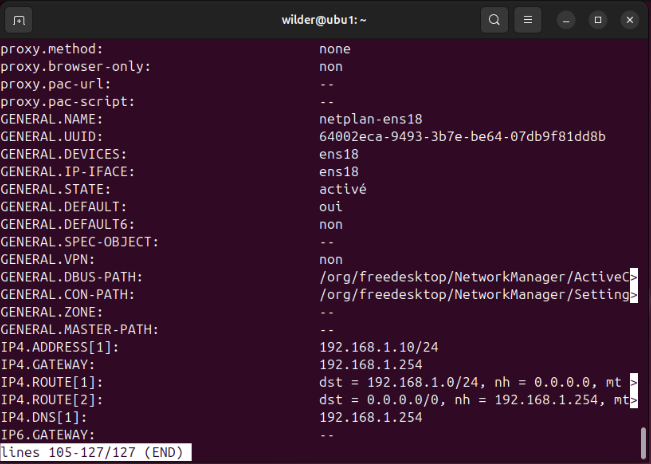 wilder@ubu1: ~
proxy.method: none
proxy.browser-only: non
proxy.pac-url: --
proxy.pac-script: --
GENERAL.NAME: netplan-ens18
GENERAL.UUID: 64002eca-9493-3b7e-be64-07db9f81dd8b
GENERAL.DEVICES: ens18
GENERAL.IP-IFACE: ens18
GENERAL.STATE: activé
GENERAL.DEFAULT: oui
GENERAL.DEFAULT6: non
GENERAL.SPEC-OBJECT: --
GENERAL.VPN: non
GENERAL.DBUS-PATH: /org/freedesktop/NetworkManager/ActiveC>
GENERAL.CON-PATH: /org/freedesktop/NetworkManager/Setting>
GENERAL.ZONE: --
GENERAL.MASTER-PATH: --
IP4.ADDRESS[1]: 192.168.1.10/24
IP4.GATEWAY: 192.168.1.254
IP4.ROUTE[1]: dst = 192.168.1.0/24, nh = 0.0.0.0, mt >
IP4.ROUTE[2]: dst = 0.0.0.0/0, nh = 192.168.1.254, mt>
IP4.DNS[1]: 192.168.1.254
IP6.GATEWAY: --
lines 105-127/127 (END)